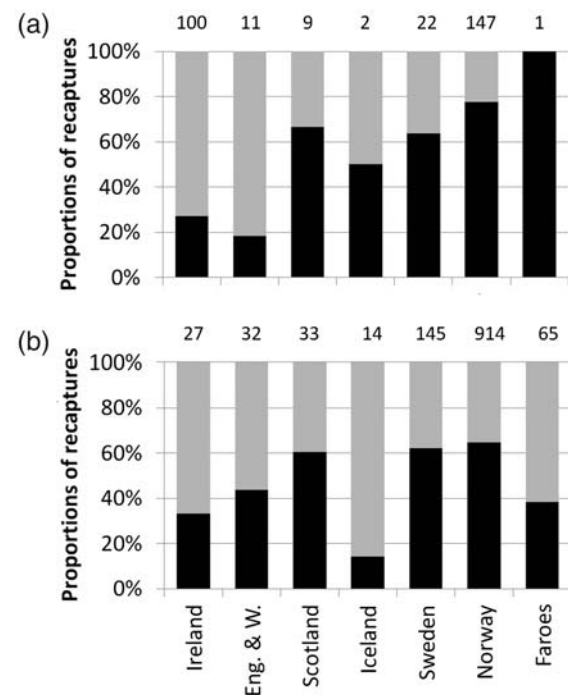 (a) 100 11 9 2 22 147 1
100%
80%
60%
40%
20%
0%
Proportions of recaptures
(b) 27 32 33 14 145 914 65
100%
80%
60%
40%
20%
0%
Proportions of recaptures
Ireland
Eng. & W.
Scotland
Iceland
Sweden
Norway
Faroes